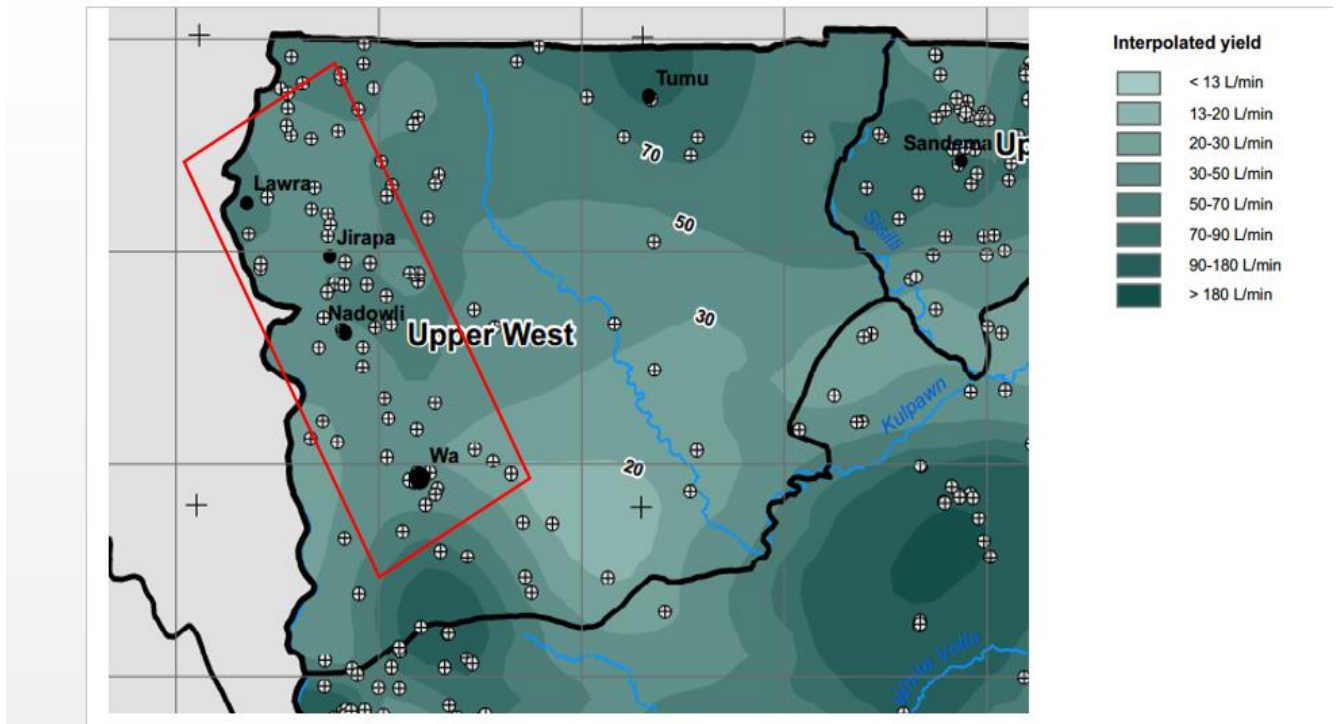 Interpolated yield
< 13 L/min
13-20 L/min
20-30 L/min
30-50 L/min
50-70 L/min
70-90 L/min
90-180 L/min
> 180 L/min
Tumu
70
Sandema
Up
Lawra
50
Sisilli
Jirapa
Nadowli
30
Upper West
Kulpawn
Wa
20
White Volta